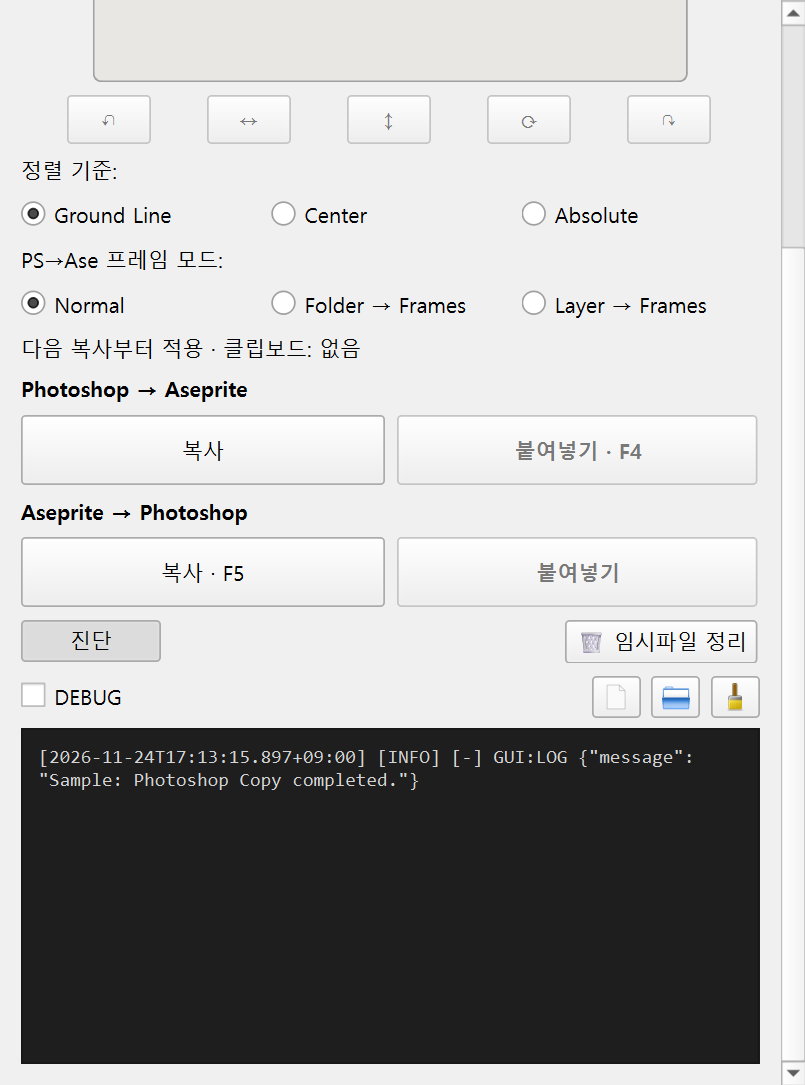 정렬 기준:
Ground Line Center Absolute
PS→Ase 프레임 모드:
Normal Folder → Frames Layer → Frames
다음 복사부터 적용 · 클립보드: 없음
Photoshop → Aseprite
복사 붙여넣기 · F4
Aseprite → Photoshop
복사 · F5 붙여넣기
진단 임시파일 정리
DEBUG
[2026-11-24T17:13:15.897+09:00] [INFO] [-] GUI:LOG {"message":
"Sample: Photoshop Copy completed."}